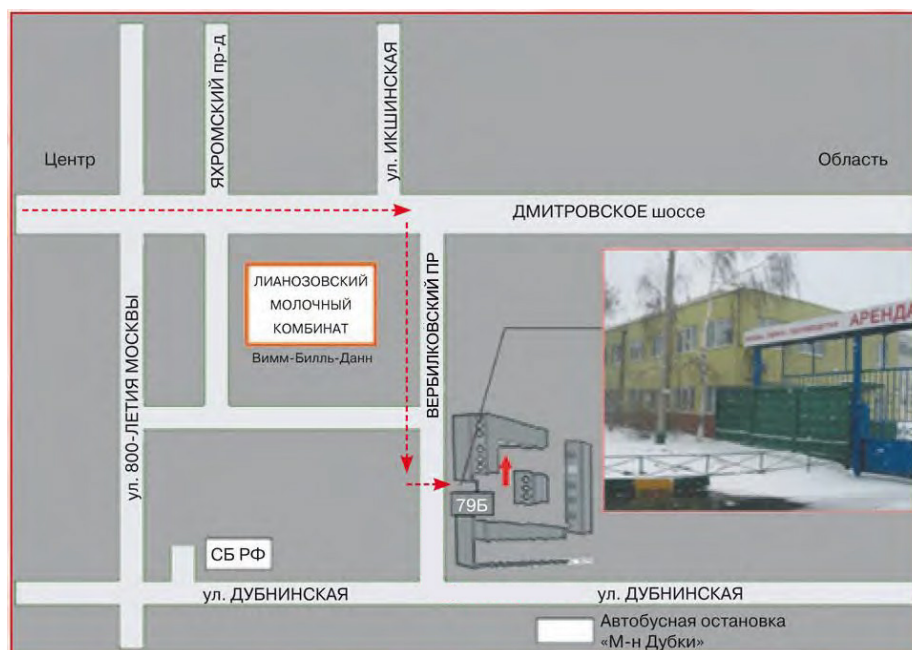 ЯХРОМСКИЙ пр-д
ул. ИКШИНСКАЯ
Центр
Область
ДМИТРОВСКОЕ шоссе
ЛИАНОЗОВСКИЙ
МОЛОЧНЫЙ
КОМБИНАТ
Вимм-Билль-Данн
ВЕРБИЛКОВСКИЙ ПР
ул. 800-ЛЕТИЯ МОСКВЫ
АРЕНДА
79Б
СБ РФ
ул. ДУБНИНСКАЯ
ул. ДУБНИНСКАЯ
Автобусная остановка
«М-н Дубки»